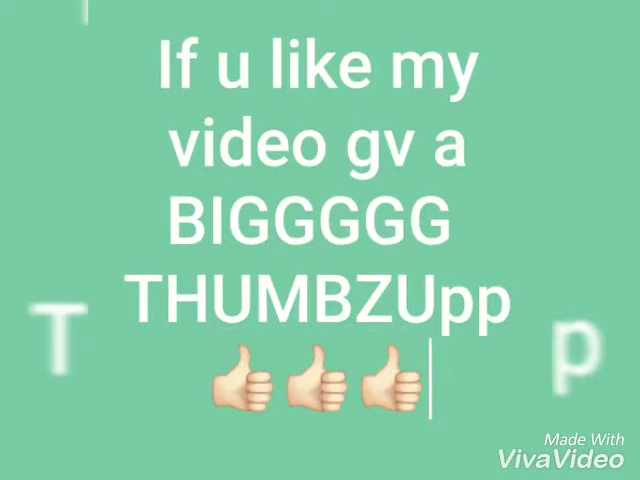 If u like my
video gv a
BIGGGGG
THUMBZUpp
👍🏻👍🏻👍🏻
T
p
Made With
VivaVideo